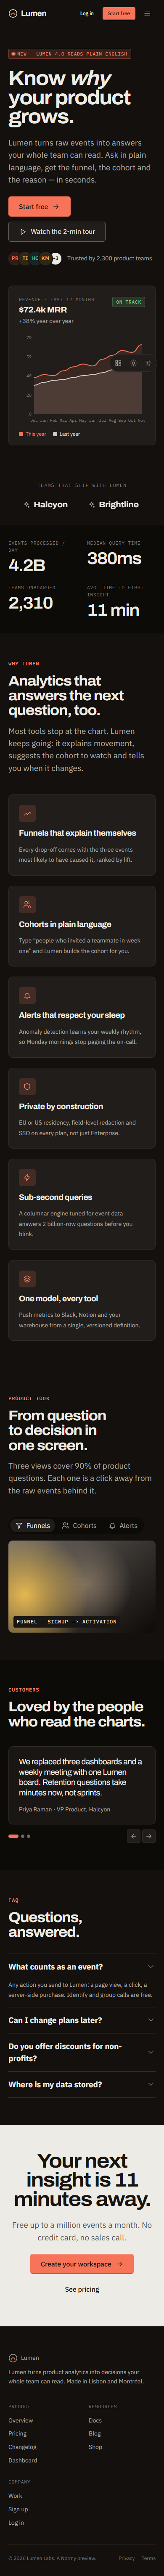 Lumen
Log in
Start free
NEW · LUMEN 4.0 READS PLAIN ENGLISH
Know why
your product
grows.
Lumen turns raw events into answers
your whole team can read. Ask in plain
language, get the funnel, the cohort and
the reason — in seconds.
Start free
Watch the 2-min tour
PR
TI
KM
Trusted by 2,300 product teams
REVENUE · LAST 12 MONTHS
$72.4k MRR
+38% year over year
ON TRACK
Dec Jan Feb Mar Apr May Jun Jul Aug Sep Oct Nov
This year
Last year
TEAMS THAT SHIP WITH LUMEN
Halcyon
Brightline
EVENTS PROCESSED /
DAY
4.2B
MEDIAN QUERY TIME
380ms
TEAMS ONBOARDED
2,310
AVG. TIME TO FIRST
INSIGHT
11 min
WHY LUMEN
Analytics that
answers the next
question, too.
Most tools stop at the chart. Lumen
keeps going: it explains movement,
suggests the cohort to watch and tells
you when it changes.
Funnels that explain themselves
Every drop-off comes with the three events
most likely to have caused it, ranked by lift.
Cohorts in plain language
Type “people who invited a teammate in week
one” and Lumen builds the cohort for you.
Alerts that respect your sleep
Anomaly detection learns your weekly rhythm,
so Monday mornings stop paging the on-call.
Private by construction
EU or US residency, field-level redaction and
SSO on every plan, not just Enterprise.
Sub-second queries
A columnar engine tuned for event data
answers 2 billion-row questions before you
blink.
One model, every tool
Push metrics to Slack, Notion and your
warehouse from a single, versioned definition.
PRODUCT TOUR
From question
to decision in
one screen.
Three views cover 90% of product
questions. Each one is a click away from
the raw events behind it.
Funnels
Cohorts
Alerts
FUNNEL · SIGNUP → ACTIVATION
CUSTOMERS
Loved by the people
who read the charts.
We replaced three dashboards and a
weekly meeting with one Lumen
board. Retention questions take
minutes now, not sprints.
Priya Raman · VP Product, Halcyon
FAQ
Questions,
answered.
What counts as an event?
Any action you send to Lumen: a page view, a click, a
server-side purchase. Identify and group calls are free.
Can I change plans later?
Do you offer discounts for non-
profits?
Where is my data stored?
Your next
insight is 11
minutes away.
Free up to a million events a month. No
credit card, no sales call.
Create your workspace
See pricing
Lumen
Lumen turns product analytics into decisions your
whole team can read. Made in Lisbon and Montréal.
PRODUCT
Overview
Pricing
Changelog
Dashboard
RESOURCES
Docs
Blog
Shop
COMPANY
Work
Sign up
Log in
© 2026 Lumen Labs. A Normy preview.
Privacy
Terms